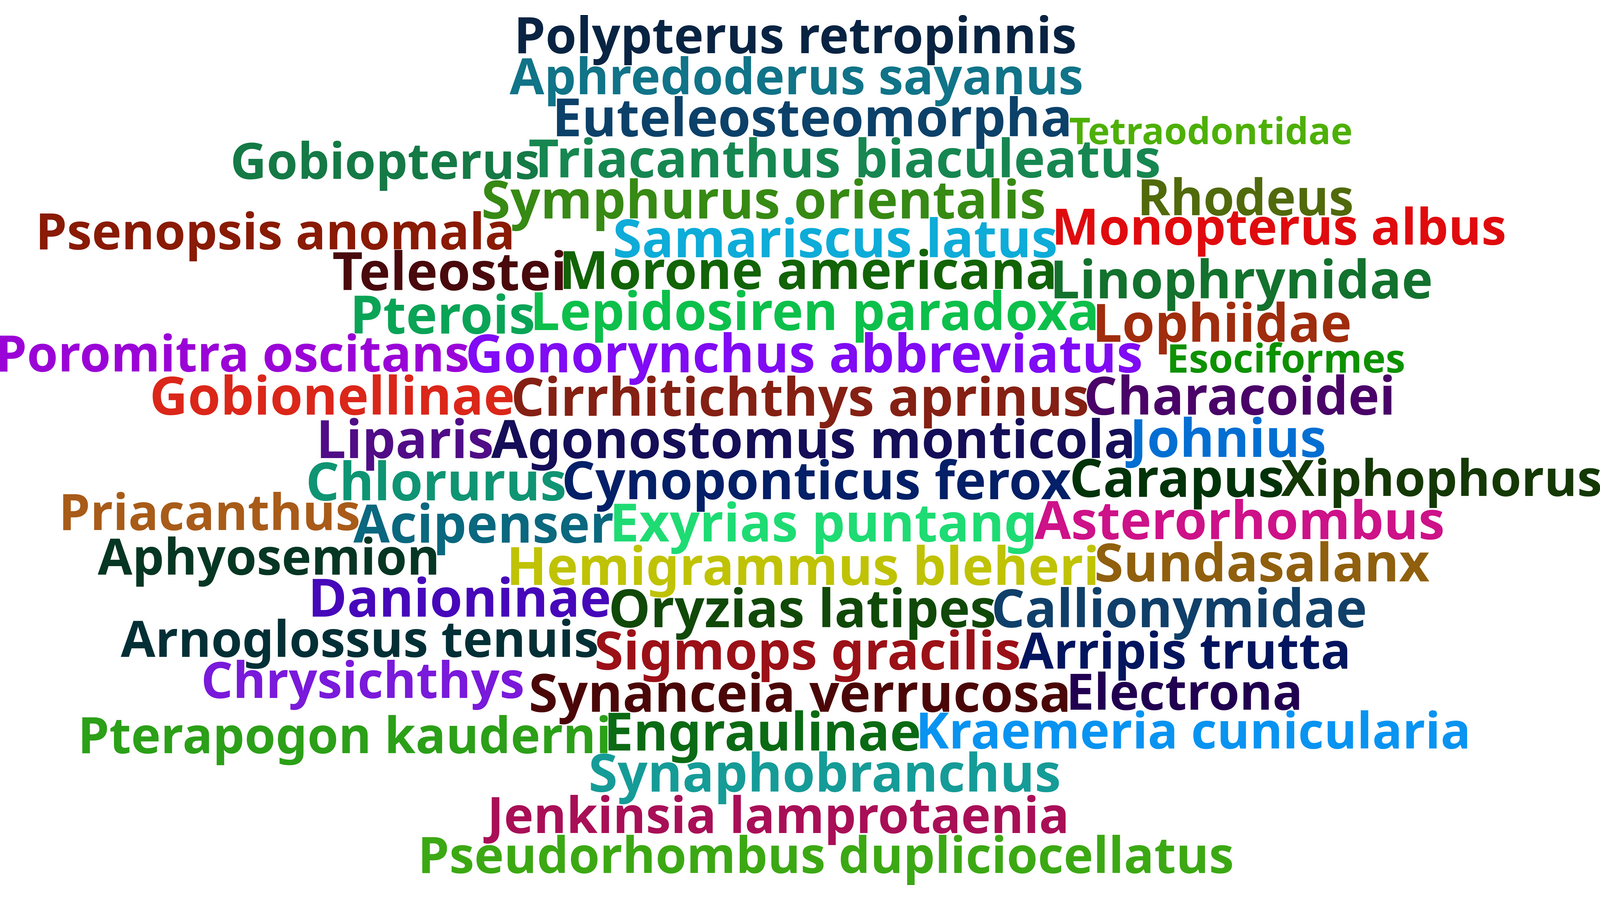 Polypterus retropinnis
Aphredoderus sayanus
Euteleosteomorpha
Tetraodontidae
Gobiopterus
Triacanthus biaculeatus
Symphurus orientalis
Rhodeus
Psenopsis anomala
Samariscus latus
Monopterus albus
Teleostei
Morone americana
Linophrynidae
Pterois
Lepidosiren paradoxa
Lophiidae
Poromitra oscitans
Gonorynchus abbreviatus
Esociformes
Gobionellinae
Cirrhitichthys aprinus
Characoidei
Liparis
Agonostomus monticola
Johnius
Chlorurus
Cynoponticus ferox
Carapus
Xiphophorus
Priacanthus
Acipenser
Exyrias puntang
Asterorhombus
Aphyosemion
Hemigrammus bleheri
Sundasalanx
Danioninae
Oryzias latipes
Callionymidae
Arnoglossus tenuis
Sigmops gracilis
Arripis trutta
Chrysichthys
Synanceia verrucosa
Electrona
Pterapogon kauderni
Engraulinae
Kraemeria cunicularia
Synaphobranchus
Jenkinsia lamprotaenia
Pseudorhombus dupliciocellatus